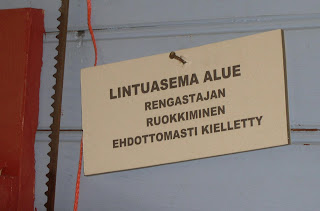 LINTUASEMA ALUE
RENGASTAJAN
RUOKKIMINEN
EHDOTTOMASTI KIELLETTY